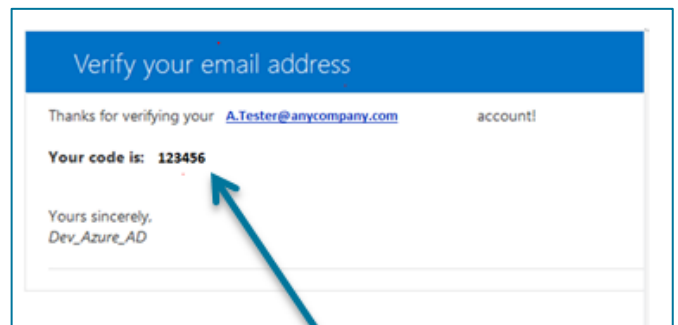 Verify your email address
Thanks for verifying your A.Tester@anycompany.com account!
Your code is: 123456
Yours sincerely,
Dev_Azure_AD